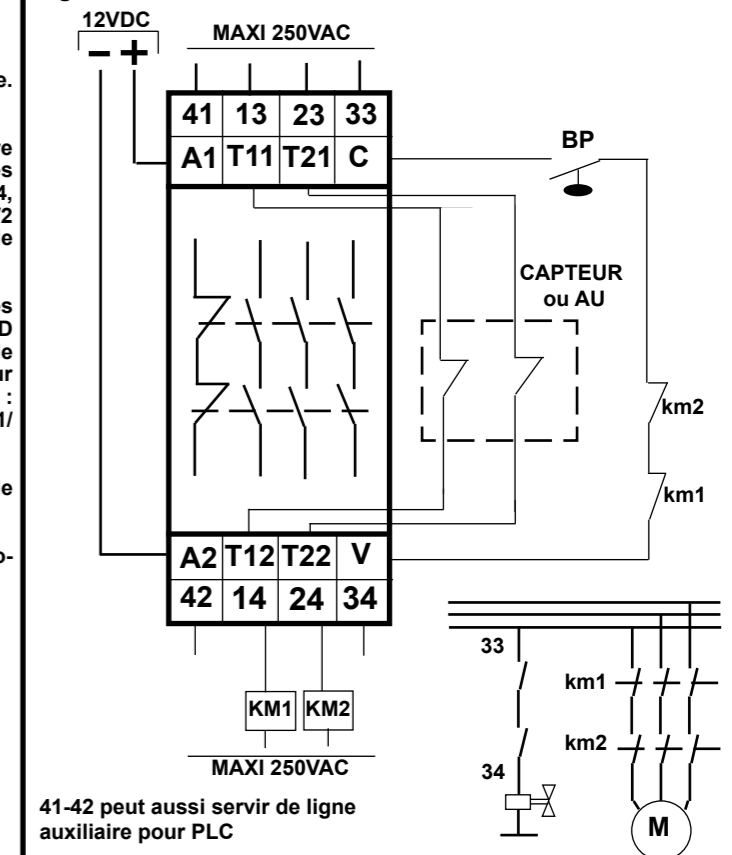 12VDC
− +
MAXI 250VAC
41 13 23 33
A1 T11 T21 C
BP
CAPTEUR
ou AU
km2
km1
A2 T12 T22 V
42 14 24 34
KM1 KM2
MAXI 250VAC
33
km1
km2
34
M
41-42 peut aussi servir de ligne
auxiliaire pour PLC